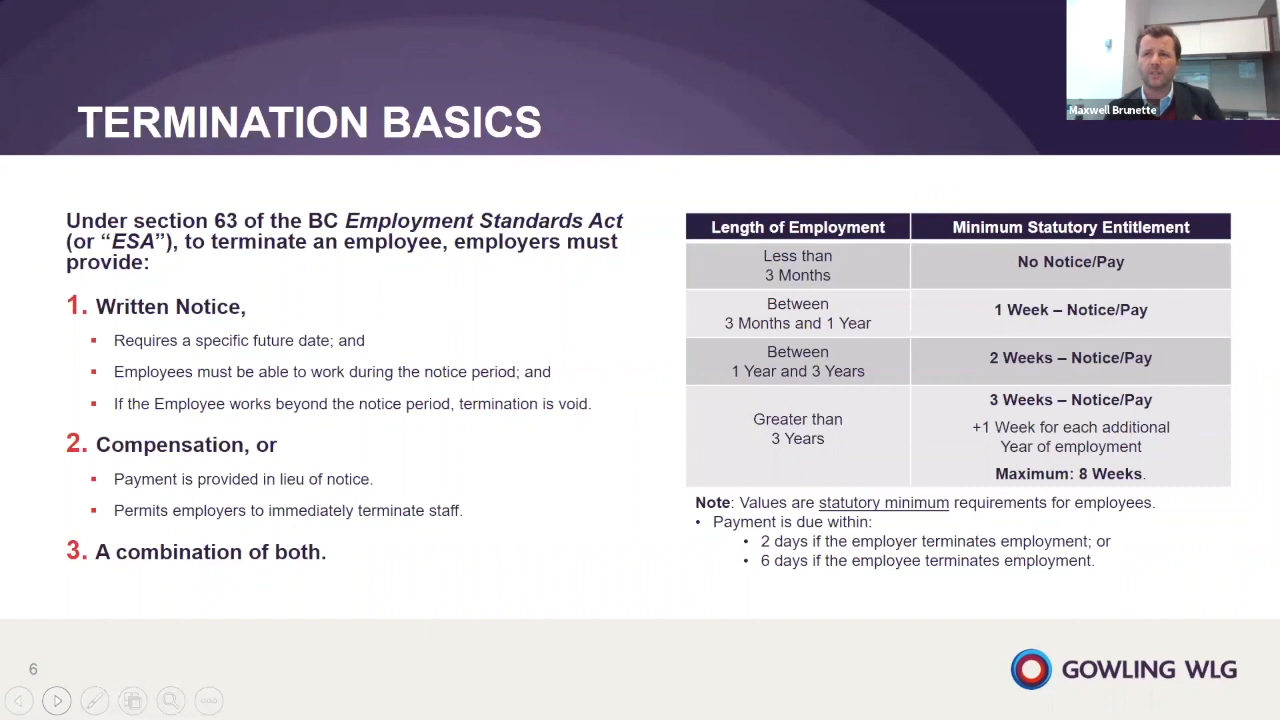 Maxwell Brunette
TERMINATION BASICS
Under section 63 of the BC Employment Standards Act
(or “ESA”), to terminate an employee, employers must
provide:
1. Written Notice,
▪ Requires a specific future date; and
▪ Employees must be able to work during the notice period; and
▪ If the Employee works beyond the notice period, termination is void.
2. Compensation, or
▪ Payment is provided in lieu of notice.
▪ Permits employers to immediately terminate staff.
3. A combination of both.
Length of Employment Minimum Statutory Entitlement
Less than
3 Months
No Notice/Pay
Between
3 Months and 1 Year
1 Week – Notice/Pay
Between
1 Year and 3 Years
2 Weeks – Notice/Pay
Greater than
3 Years
3 Weeks – Notice/Pay
+1 Week for each additional
Year of employment
Maximum: 8 Weeks.
Note: Values are statutory minimum requirements for employees.
• Payment is due within:
• 2 days if the employer terminates employment; or
• 6 days if the employee terminates employment.
6
GOWLING WLG